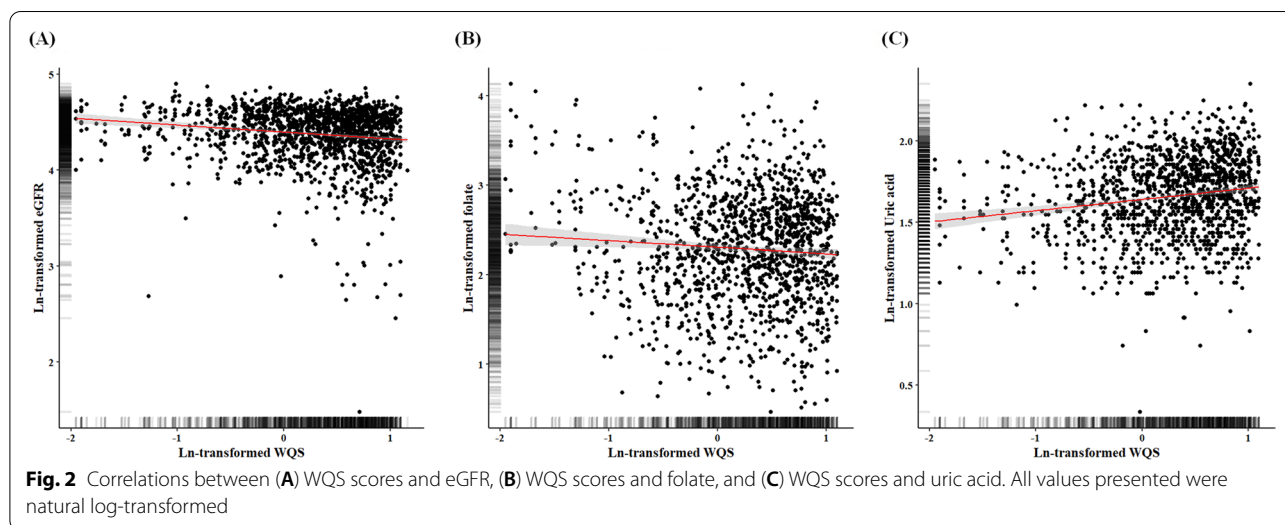 (A)
5
4
3
2
Ln-transformed eGFR
-2
-1
0
1
Ln-transformed WQS
(B)
4
3
2
1
Ln-transformed folate
-2
-1
0
1
Ln-transformed WQS
(C)
2.0
1.5
1.0
0.5
Ln-transformed Uric acid
-2
-1
0
1
Ln-transformed WQS
Fig. 2 Correlations between (A) WQS scores and eGFR, (B) WQS scores and folate, and (C) WQS scores and uric acid. All values presented were
natural log-transformed